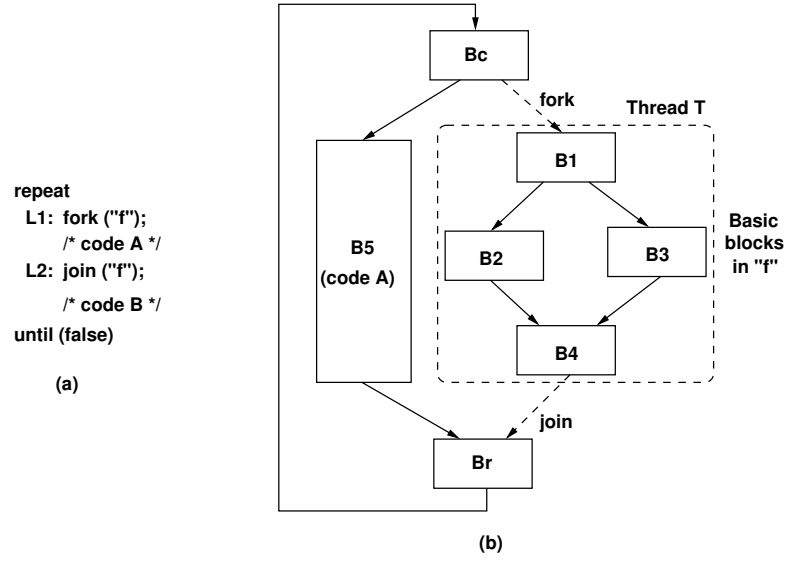 repeat
L1: fork ("f");
/* code A */
L2: join ("f");
/* code B */
until (false)
(a)
Bc
fork
Thread T
B1
B2
B3
B4
B5
(code A)
Basic
blocks
in "f"
join
Br
(b)